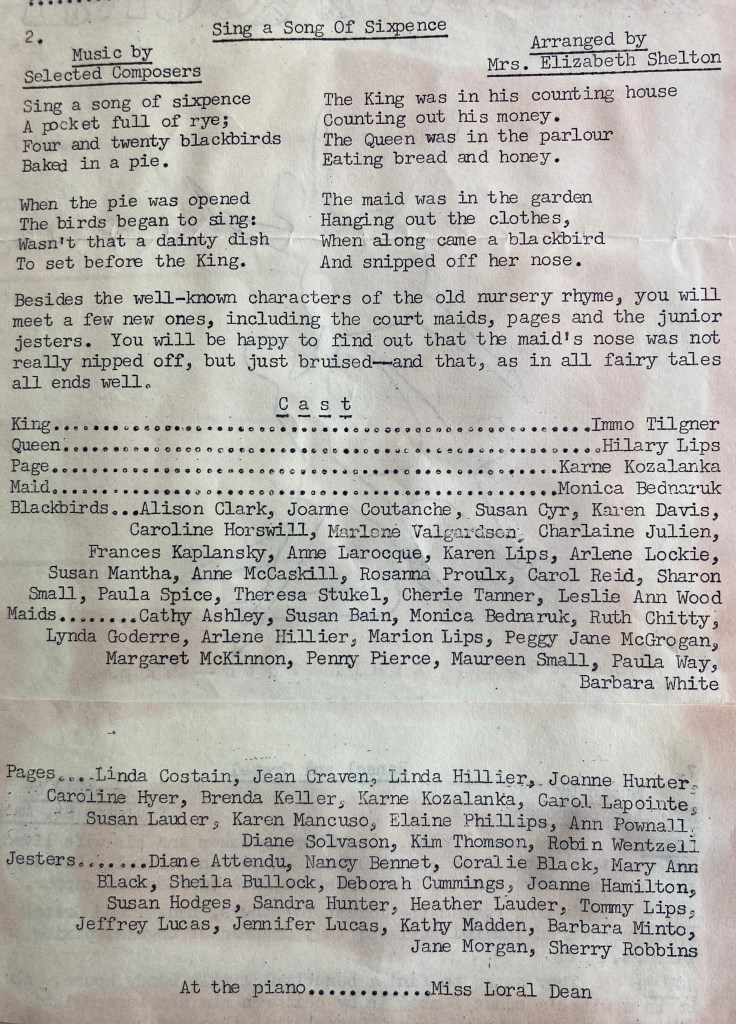 Sing a Song Of Sixpence
2.
Music by
Selected Composers
Arranged by
Mrs. Elizabeth Shelton
Sing a song of sixpence
A pocket full of rye;
Four and twenty blackbirds
Baked in a pie.
When the pie was opened
The birds began to sing:
Wasn't that a dainty dish
To set before the King.
The King was in his counting house
Counting out his money.
The Queen was in the parlour
Eating bread and honey.
The maid was in the garden
Hanging out the clothes,
When along came a blackbird
And snipped off her nose.
Besides the well-known characters of the old nursery rhyme, you will
meet a few new ones, including the court maids, pages and the junior
jesters. You will be happy to find out that the maid's nose was not
really nipped off, but just bruised—and that, as in all fairy tales
all ends well.
C a s t
King..........................................Immo Tilgner
Queen..........................................Hilary Lips
Page.......................................Karne Kozalanka
Maid.......................................Monica Bednaruk
Blackbirds...Alison Clark, Joanne Coutanche, Susan Cyr, Karen Davis,
Caroline Horswill, Marlene Valgardson, Charlaine Julien,
Frances Kaplansky, Anne Larocque, Karen Lips, Arlene Lockie,
Susan Mantha, Anne McCaskill, Rosanna Proulx, Carol Reid, Sharon
Small, Paula Spice, Theresa Stukel, Cherie Tanner, Leslie Ann Wood
Maids........Cathy Ashley, Susan Bain, Monica Bednaruk, Ruth Chitty,
Lynda Goderre, Arlene Hillier, Marion Lips, Peggy Jane McGrogan,
Margaret McKinnon, Penny Pierce, Maureen Small, Paula Way,
Barbara White
Pages.....Linda Costain, Jean Craven, Linda Hillier, Joanne Hunter,
Caroline Hyer, Brenda Keller, Karne Kozalanka, Carol Lapointe,
Susan Lauder, Karen Mancuso, Elaine Phillips, Ann Pownall,
Diane Solvason, Kim Thomson, Robin Wentzell
Jesters.......Diane Attendu, Nancy Bennet, Coralie Black, Mary Ann
Black, Sheila Bullock, Deborah Cummings, Joanne Hamilton,
Susan Hodges, Sandra Hunter, Heather Lauder, Tommy Lips,
Jeffrey Lucas, Jennifer Lucas, Kathy Madden, Barbara Minto,
Jane Morgan, Sherry Robbins
At the piano............Miss Loral Dean